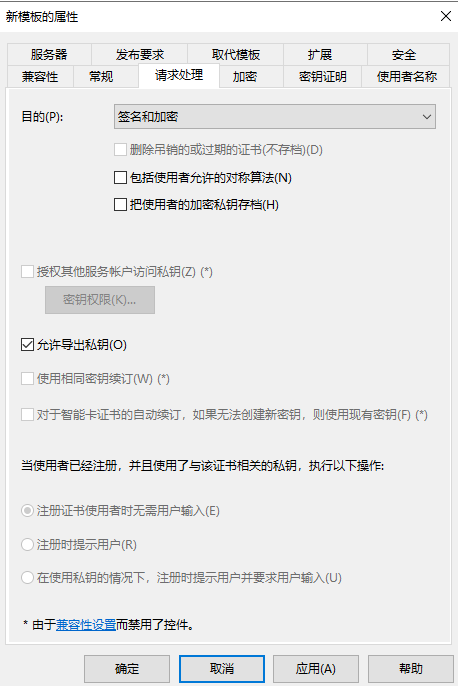 新模板的属性
服务器 发布要求 取代模板 扩展 安全
兼容性 常规 请求处理 加密 密钥证明 使用者名称
目的(P): 签名和加密
删除吊销的或过期的证书(不存档)(D)
包括使用者允许的对称算法(N)
把使用者的加密私钥存档(H)
授权其他服务帐户访问私钥(Z) (*)
密钥权限(K)...
允许导出私钥(O)
使用相同密钥续订(W) (*)
对于智能卡证书的自动续订，如果无法创建新密钥，则使用现有密钥(F) (*)
当使用者已经注册，并且使用了与该证书相关的私钥，执行以下操作:
注册证书使用者时无需用户输入(E)
注册时提示用户(R)
在使用私钥的情况下，注册时提示用户并要求用户输入(U)
* 由于兼容性设置而禁用了控件。
确定 取消 应用(A) 帮助